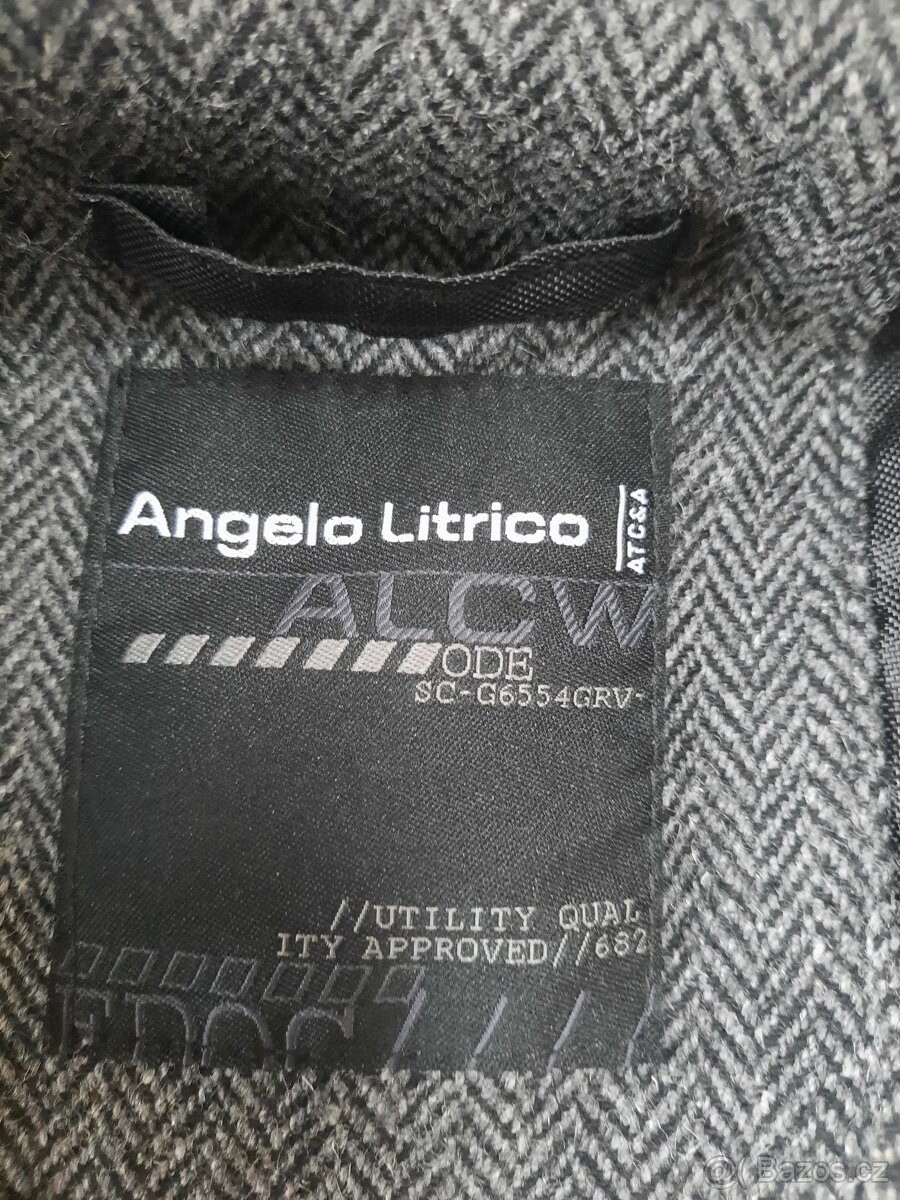 Angelo Litrico
AT C&A
ALCW
ODE
SC-G6554GRV-
//UTILITY QUAL
ITY APPROVED//682
Bazos.cz